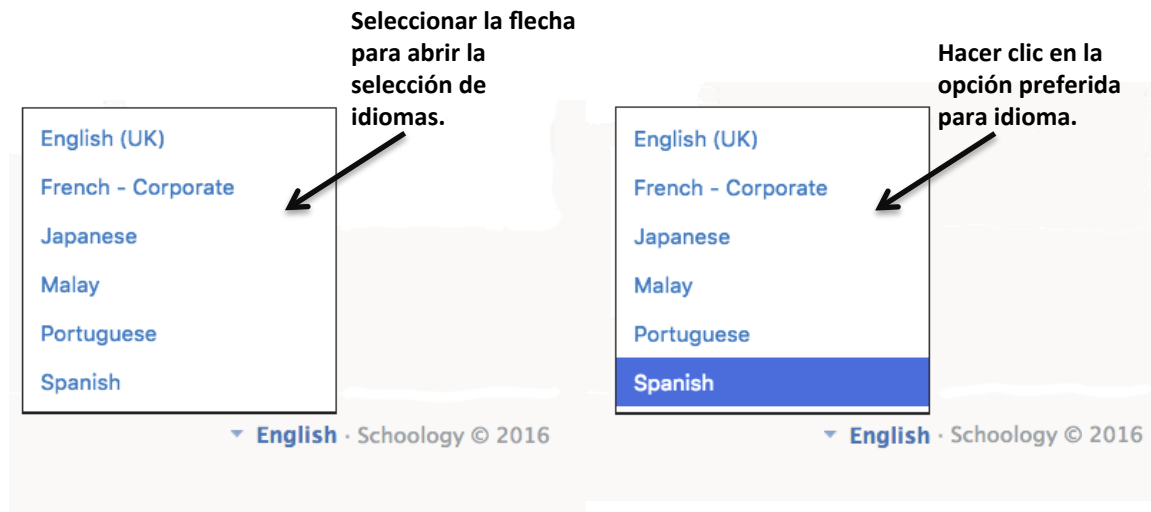 Seleccionar la flecha
para abrir la
selección de
idiomas.
English (UK)
French - Corporate
Japanese
Malay
Portuguese
Spanish
English · Schoology © 2016
Hacer clic en la
opción preferida
para idioma.
English (UK)
French - Corporate
Japanese
Malay
Portuguese
Spanish
English · Schoology © 2016